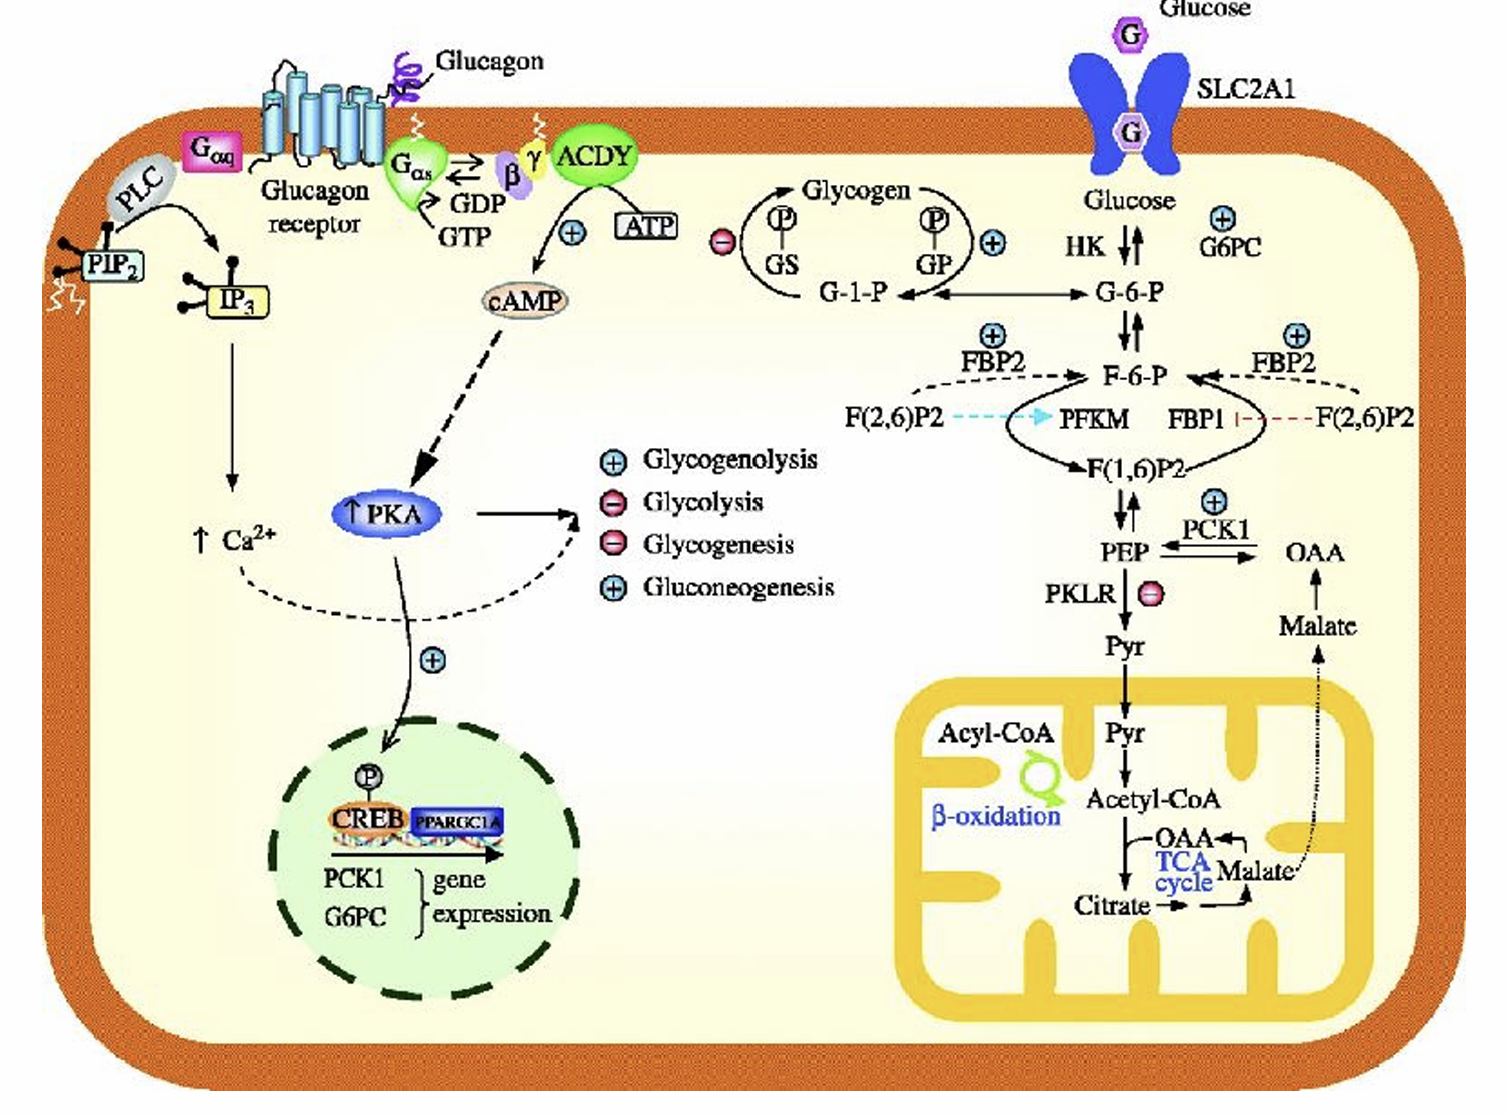 Glucose
G
SLC2A1
G
Glucagon
Gαq
Glucagon
receptor
Gαs
β
γ
ACDY
GDP
GTP
ATP
PLC
PIP2
IP3
cAMP
Glycogen
P
P
GS
GP
−
+
+
G-1-P
Glucose
HK
+
G6PC
G-6-P
+
FBP2
+
FBP2
F-6-P
F(2,6)P2
PFKM
FBP1
F(2,6)P2
F(1,6)P2
+
PCK1
PEP
OAA
PKLR
−
Malate
Pyr
↑ Ca2+
↑ PKA
+ Glycogenolysis
− Glycolysis
− Glycogenesis
+ Gluconeogenesis
+
P
CREB
PPARGC1A
PCK1
G6PC
gene
expression
Acyl-CoA
Pyr
β-oxidation
Acetyl-CoA
OAA
TCA
cycle
Malate
Citrate